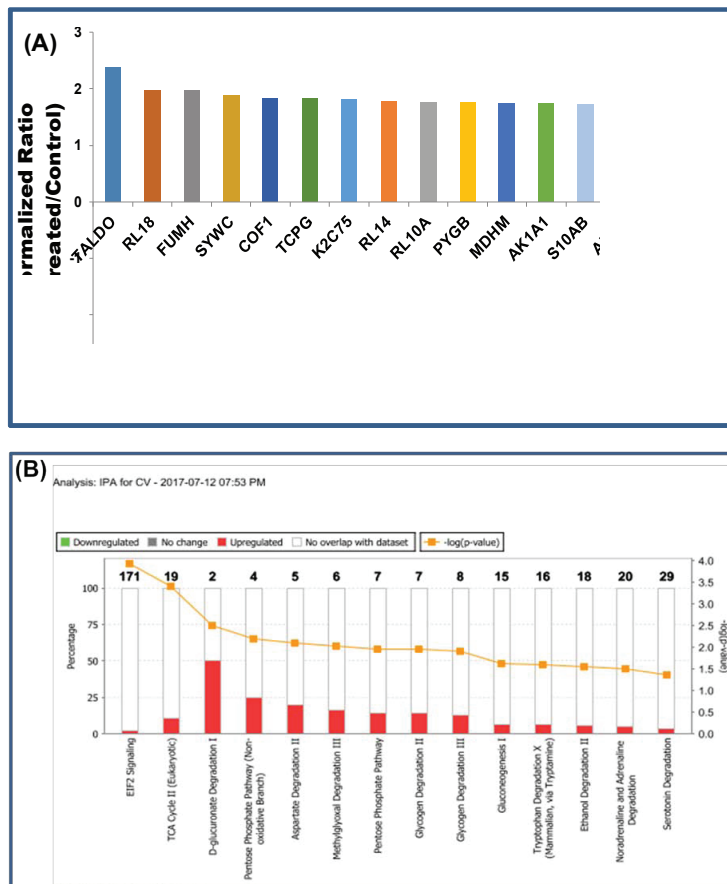 (A)
3
2
1
0
-1
ormalized Ratio
reated/Control)
TALDO
RL18
FUMH
SYWC
COF1
TCPG
K2C75
RL14
RL10A
PYGB
MDHM
AK1A1
S10AB
(B)
Analysis: IPA for CV - 2017-07-12 07:53 PM
Downregulated No change Upregulated No overlap with dataset -log(p-value)
171 19 2 4 5 6 7 7 8 15 16 18 20 29
100
75
50
25
0
Percentage
4.0
3.5
3.0
2.5
2.0
1.5
1.0
0.5
0.0
-log(p-value)
EIF2 Signaling
TCA Cycle II (Eukaryotic)
D-glucuronate Degradation I
Pentose Phosphate Pathway (Non-
oxidative Branch)
Aspartate Degradation II
Methylglyoxal Degradation III
Pentose Phosphate Pathway
Glycogen Degradation II
Glycogen Degradation III
Gluconeogenesis I
Tryptophan Degradation X
(Mammalian, via Tryptamine)
Ethanol Degradation II
Noradrenaline and Adrenaline
Degradation
Serotonin Degradation